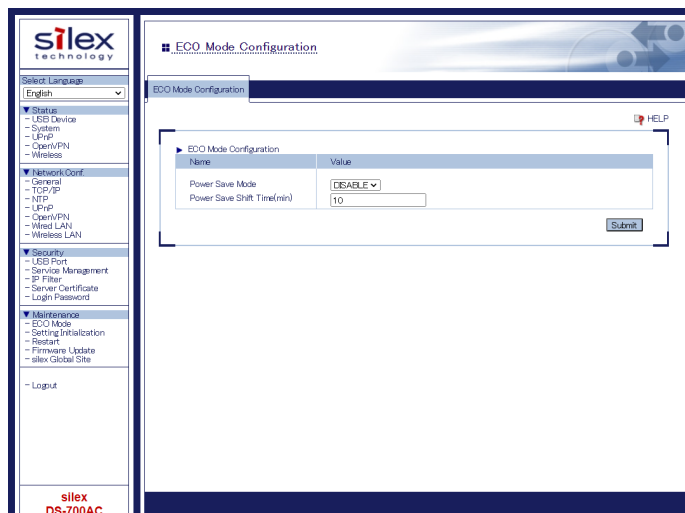 silex
technology
Select Language
English
▼ Status
- USB Device
- System
- UPnP
- OpenVPN
- Wireless
▼ Network Conf.
- General
- TCP/IP
- NTP
- UPnP
- OpenVPN
- Wired LAN
- Wireless LAN
▼ Security
- USB Port
- Service Management
- IP Filter
- Server Certificate
- Login Password
▼ Maintenance
- ECO Mode
- Setting Initialization
- Restart
- Firmware Update
- silex Global Site
- Logout
silex
DS-700AC
ECO Mode Configuration
ECO Mode Configuration
HELP
ECO Mode Configuration
Name Value
Power Save Mode DISABLE
Power Save Shift Time(min) 10
Submit